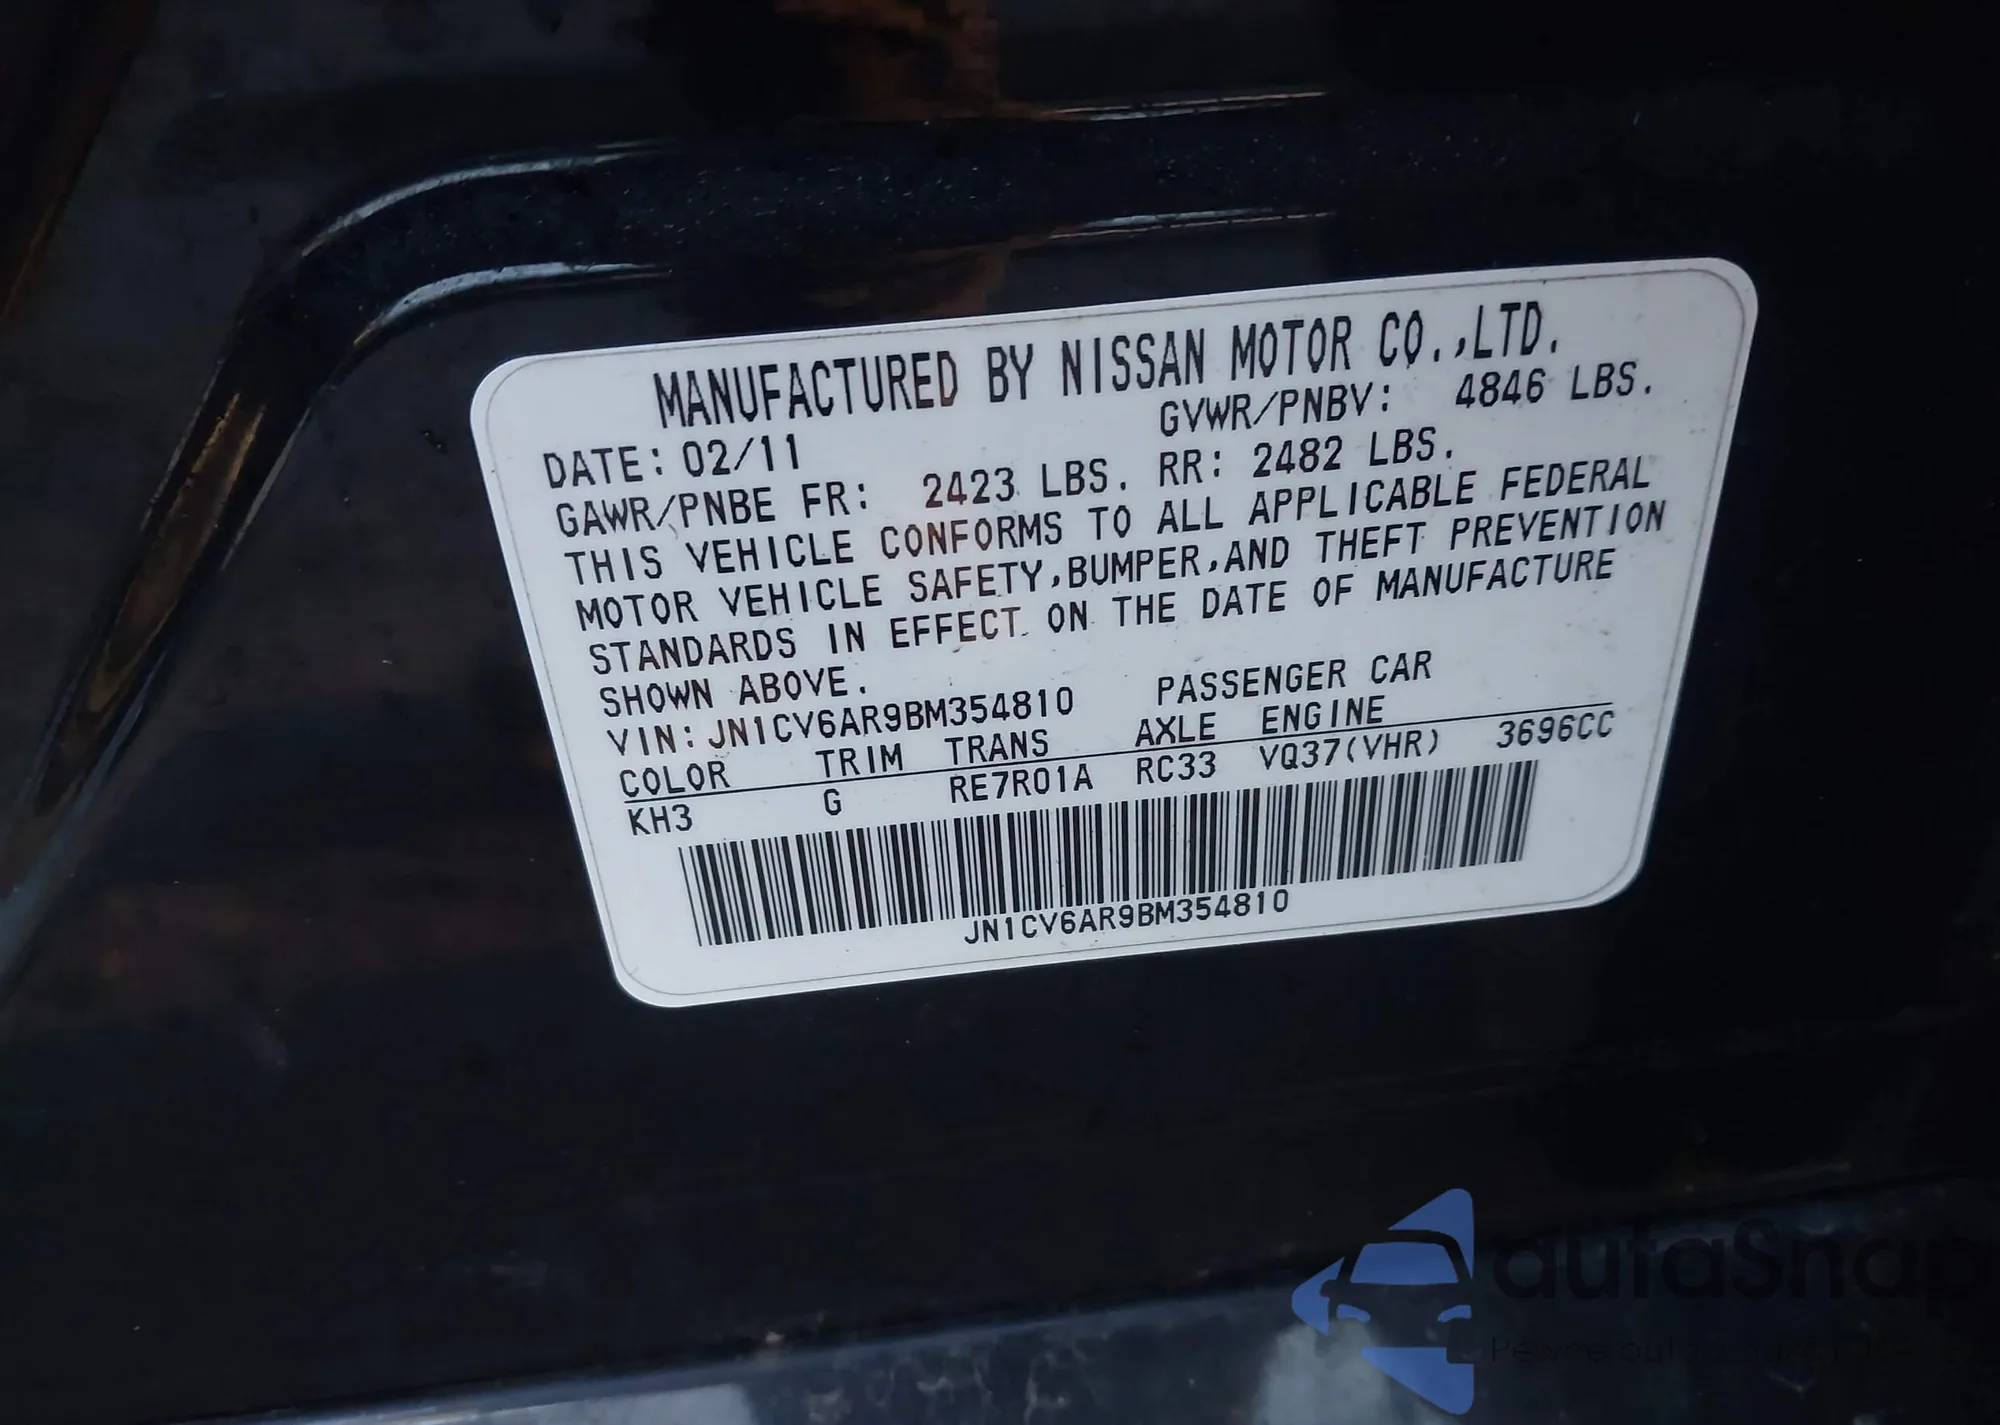 MANUFACTURED BY NISSAN MOTOR CO.,LTD.
DATE: 02/11 GVWR/PNBV: 4846 LBS.
GAWR/PNBE FR: 2423 LBS. RR: 2482 LBS.
THIS VEHICLE CONFORMS TO ALL APPLICABLE FEDERAL
MOTOR VEHICLE SAFETY,BUMPER,AND THEFT PREVENTION
STANDARDS IN EFFECT ON THE DATE OF MANUFACTURE
SHOWN ABOVE.
VIN: JN1CV6AR9BM354810 PASSENGER CAR
COLOR TRIM TRANS AXLE ENGINE
KH3 G RE7R01A RC33 VQ37(VHR) 3696CC
JN1CV6AR9BM354810
autaSnap